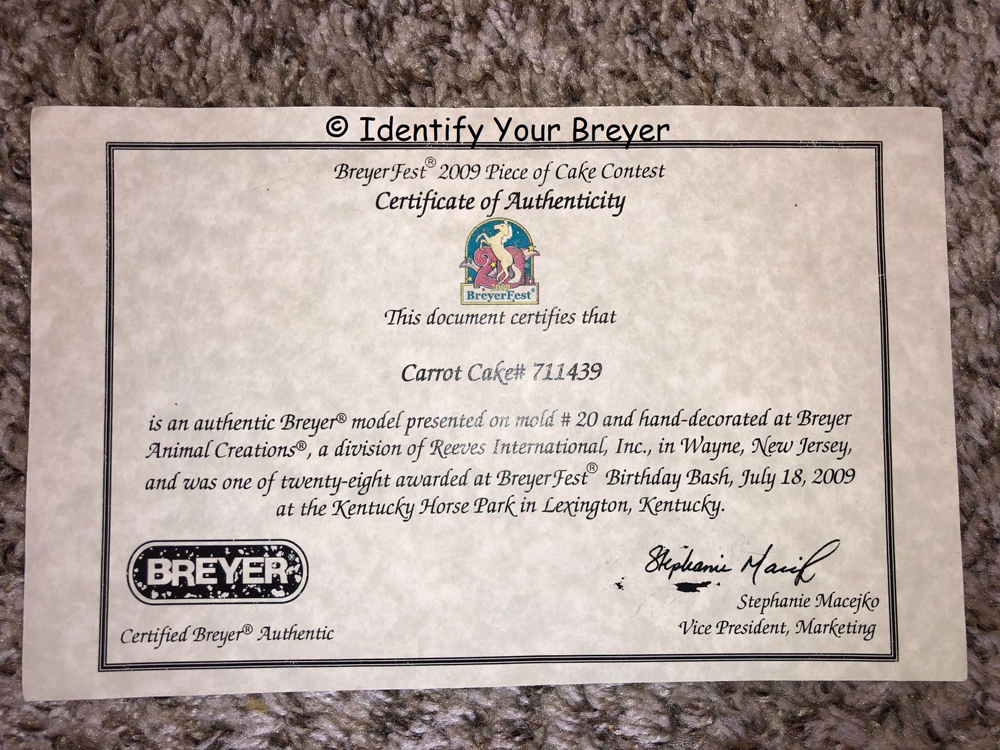 © Identify Your Breyer
BreyerFest® 2009 Piece of Cake Contest
Certificate of Authenticity
20
2009
BreyerFest®
This document certifies that
Carrot Cake# 711439
is an authentic Breyer® model presented on mold # 20 and hand-decorated at Breyer
Animal Creations®, a division of Reeves International, Inc., in Wayne, New Jersey,
and was one of twenty-eight awarded at BreyerFest® Birthday Bash, July 18, 2009
at the Kentucky Horse Park in Lexington, Kentucky.
BREYER®
Stephanie Macejko
Vice President, Marketing
Certified Breyer® Authentic